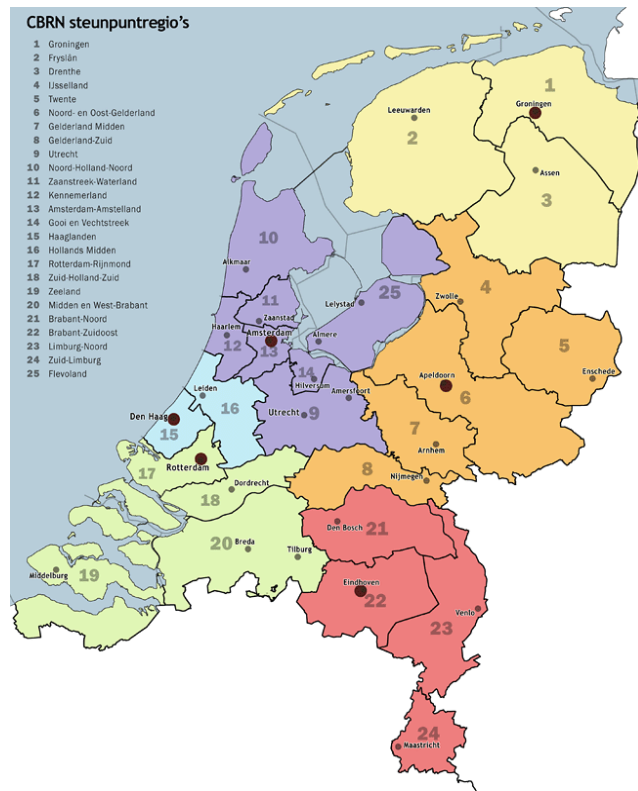 CBRN steunpuntregio's
1 Groningen
2 Fryslân
3 Drenthe
4 IJsselland
5 Twente
6 Noord- en Oost-Gelderland
7 Gelderland Midden
8 Gelderland-Zuid
9 Utrecht
10 Noord-Holland-Noord
11 Zaanstreek-Waterland
12 Kennemerland
13 Amsterdam-Amstelland
14 Gooi en Vechtstreek
15 Haaglanden
16 Hollands Midden
17 Rotterdam-Rijnmond
18 Zuid-Holland-Zuid
19 Zeeland
20 Midden en West-Brabant
21 Brabant-Noord
22 Brabant-Zuidoost
23 Limburg-Noord
24 Zuid-Limburg
25 Flevoland
1
Groningen
Leeuwarden
2
Assen
3
10
Alkmaar
25
Lelystad
4
Zwolle
11
Zaanstad
Haarlem
12
Amsterdam
13
Almere
5
Enschede
14
Hilversum
Amersfoort
Apeldoorn
6
Leiden
16
Utrecht
9
Den Haag
15
7
Arnhem
17
Rotterdam
8
Nijmegen
Dordrecht
18
Den Bosch
21
20
Breda
Tilburg
Middelburg
19
Eindhoven
22
Venlo
23
24
Maastricht